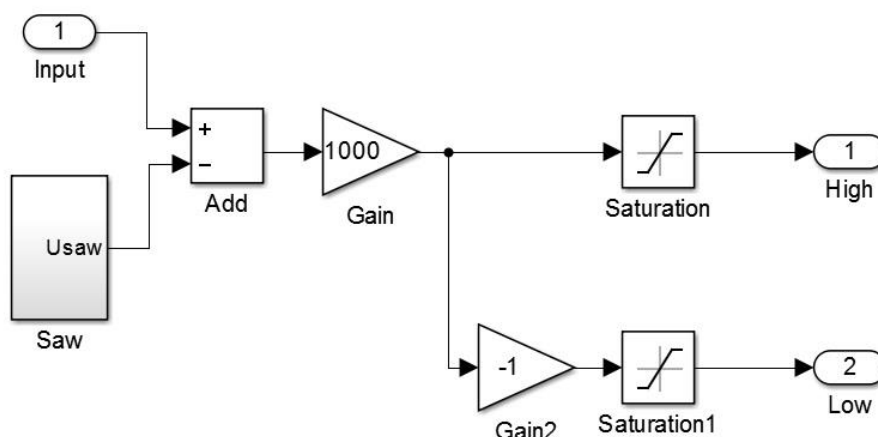 1
Input
+
−
Add
Usaw
Saw
1000
Gain
Saturation
1
High
-1
Gain2
Saturation1
2
Low